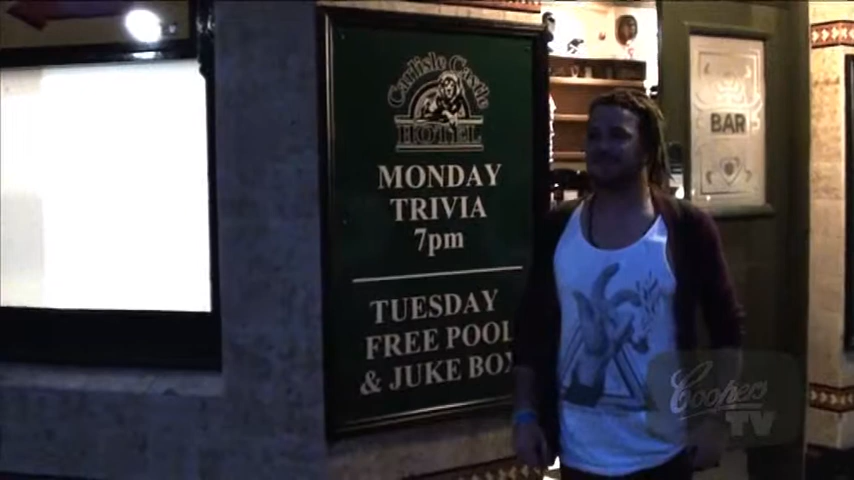 Carlisle Castle
HOTEL
MONDAY
TRIVIA
7pm
TUESDAY
FREE POOL
& JUKE BOX
BAR
Coopers
TV